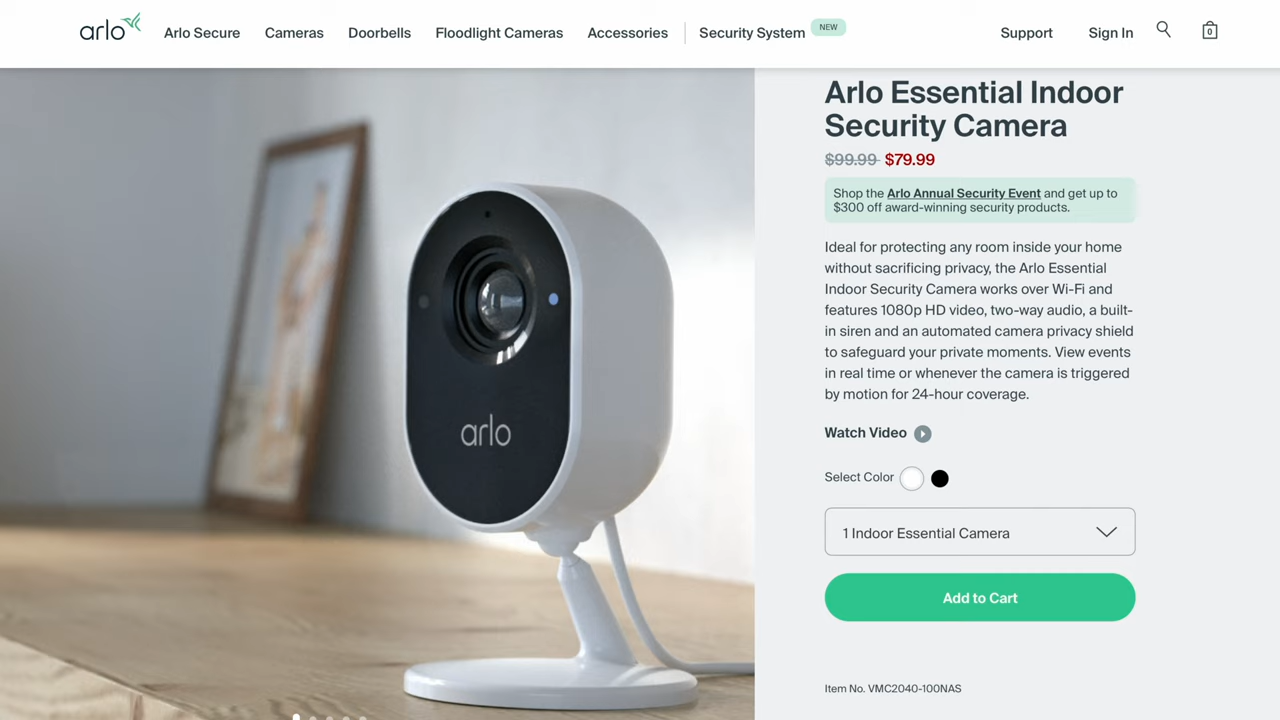 arlo
Arlo Secure
Cameras
Doorbells
Floodlight Cameras
Accessories
Security System
NEW
Support
Sign In
0
Arlo Essential Indoor
Security Camera
$99.99 $79.99
Shop the Arlo Annual Security Event and get up to
$300 off award-winning security products.
Ideal for protecting any room inside your home
without sacrificing privacy, the Arlo Essential
Indoor Security Camera works over Wi-Fi and
features 1080p HD video, two-way audio, a built-
in siren and an automated camera privacy shield
to safeguard your private moments. View events
in real time or whenever the camera is triggered
by motion for 24-hour coverage.
Watch Video
Select Color
1 Indoor Essential Camera
Add to Cart
Item No. VMC2040-100NAS
arlo